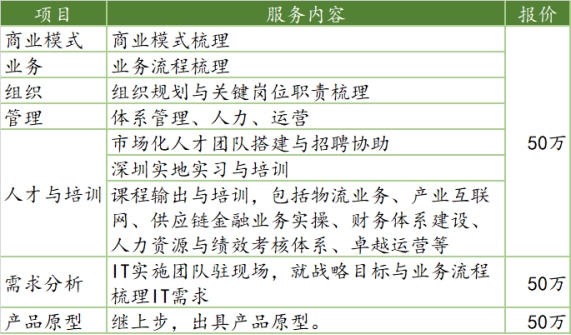 项目 服务内容 报价
商业模式 商业模式梳理
业务 业务流程梳理
组织 组织规划与关键岗位职责梳理
管理 体系管理、人力、运营
市场化人才团队搭建与招聘协助
50万
深圳实地实习与培训
人才与培训 课程输出与培训，包括物流业务、产业互联
网、供应链金融业务实操、财务体系建设、
人力资源与绩效考核体系、卓越运营等
需求分析 IT实施团队驻现场，就战略目标与业务流程 50万
梳理IT需求
产品原型 继上步，出具产品原型。 50万